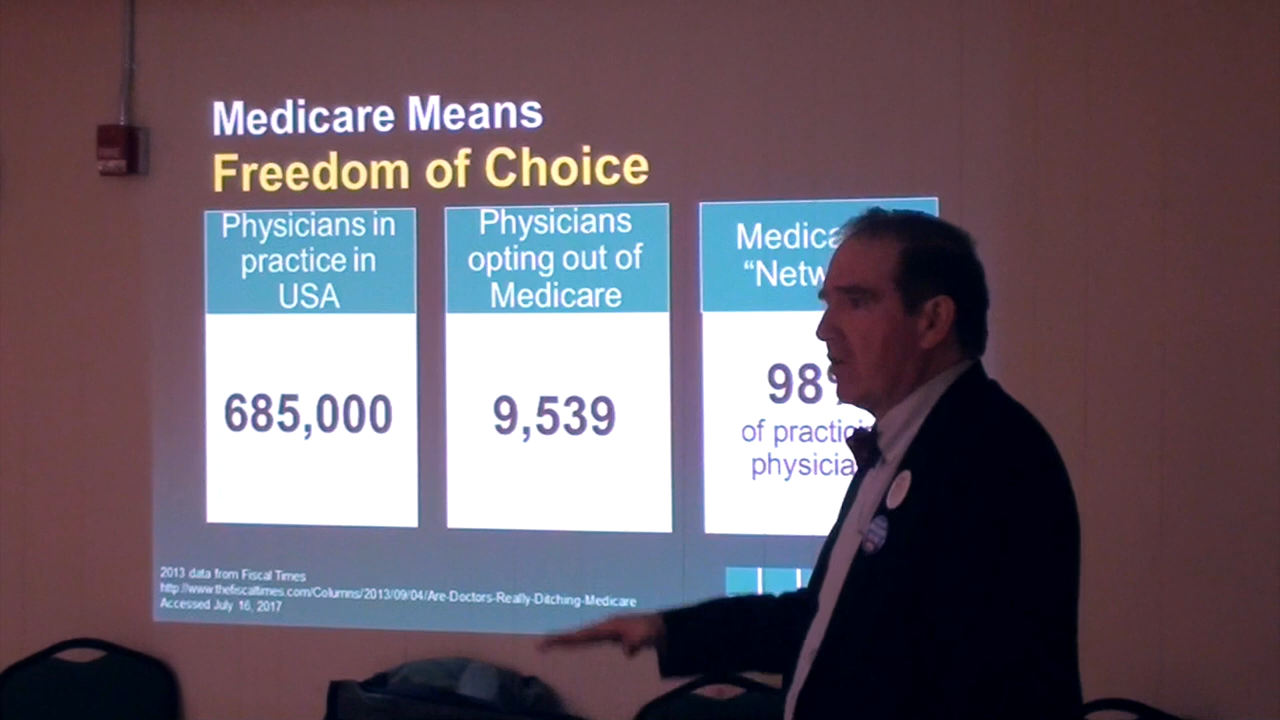 Medicare Means
Freedom of Choice
Physicians in
practice in
USA
685,000
Physicians
opting out of
Medicare
9,539
98
of
2013 data from Fiscal Times
http://www.thefiscaltimes.com/Columns/2013/09/04/Are-Doctors-Really-Ditching-Medicare
Accessed July 16, 2017